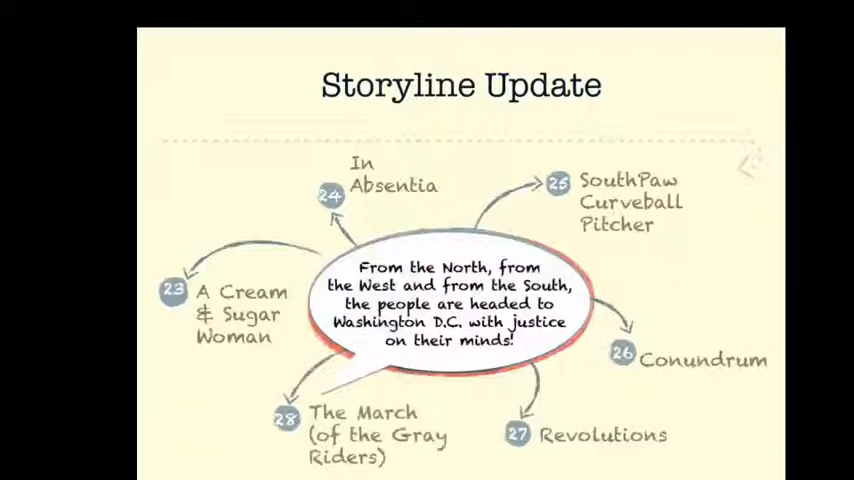 Storyline Update
24
In
Absentia
25
SouthPaw
Curveball
Pitcher
23
A Cream
& Sugar
Woman
From the North, from
the West and from the South,
the people are headed to
Washington D.C. with justice
on their minds!
26
Conundrum
28
The March
(of the Gray
Riders)
27
Revolutions